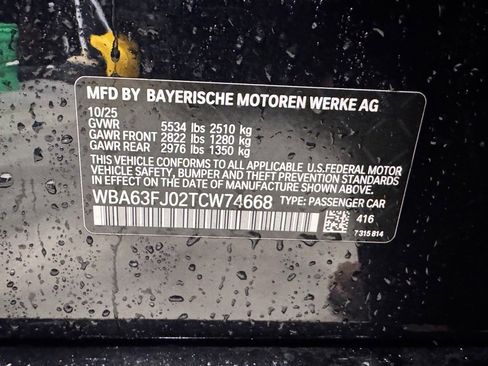 MFD BY BAYERISCHE MOTOREN WERKE AG
10/25
GVWR 5534 lbs 2510 kg
GAWR FRONT 2822 lbs 1280 kg
GAWR REAR 2976 lbs 1350 kg
THIS VEHICLE CONFORMS TO ALL APPLICABLE U.S.FEDERAL MOTOR
VEHICLE SAFETY, BUMPER AND THEFT PREVENTION STANDARDS
IN EFFECT ON THE DATE OF MANUFACTURE SHOWN ABOVE.
WBA63FJ02TCW74668 TYPE: PASSENGER CAR
416
7 315 814